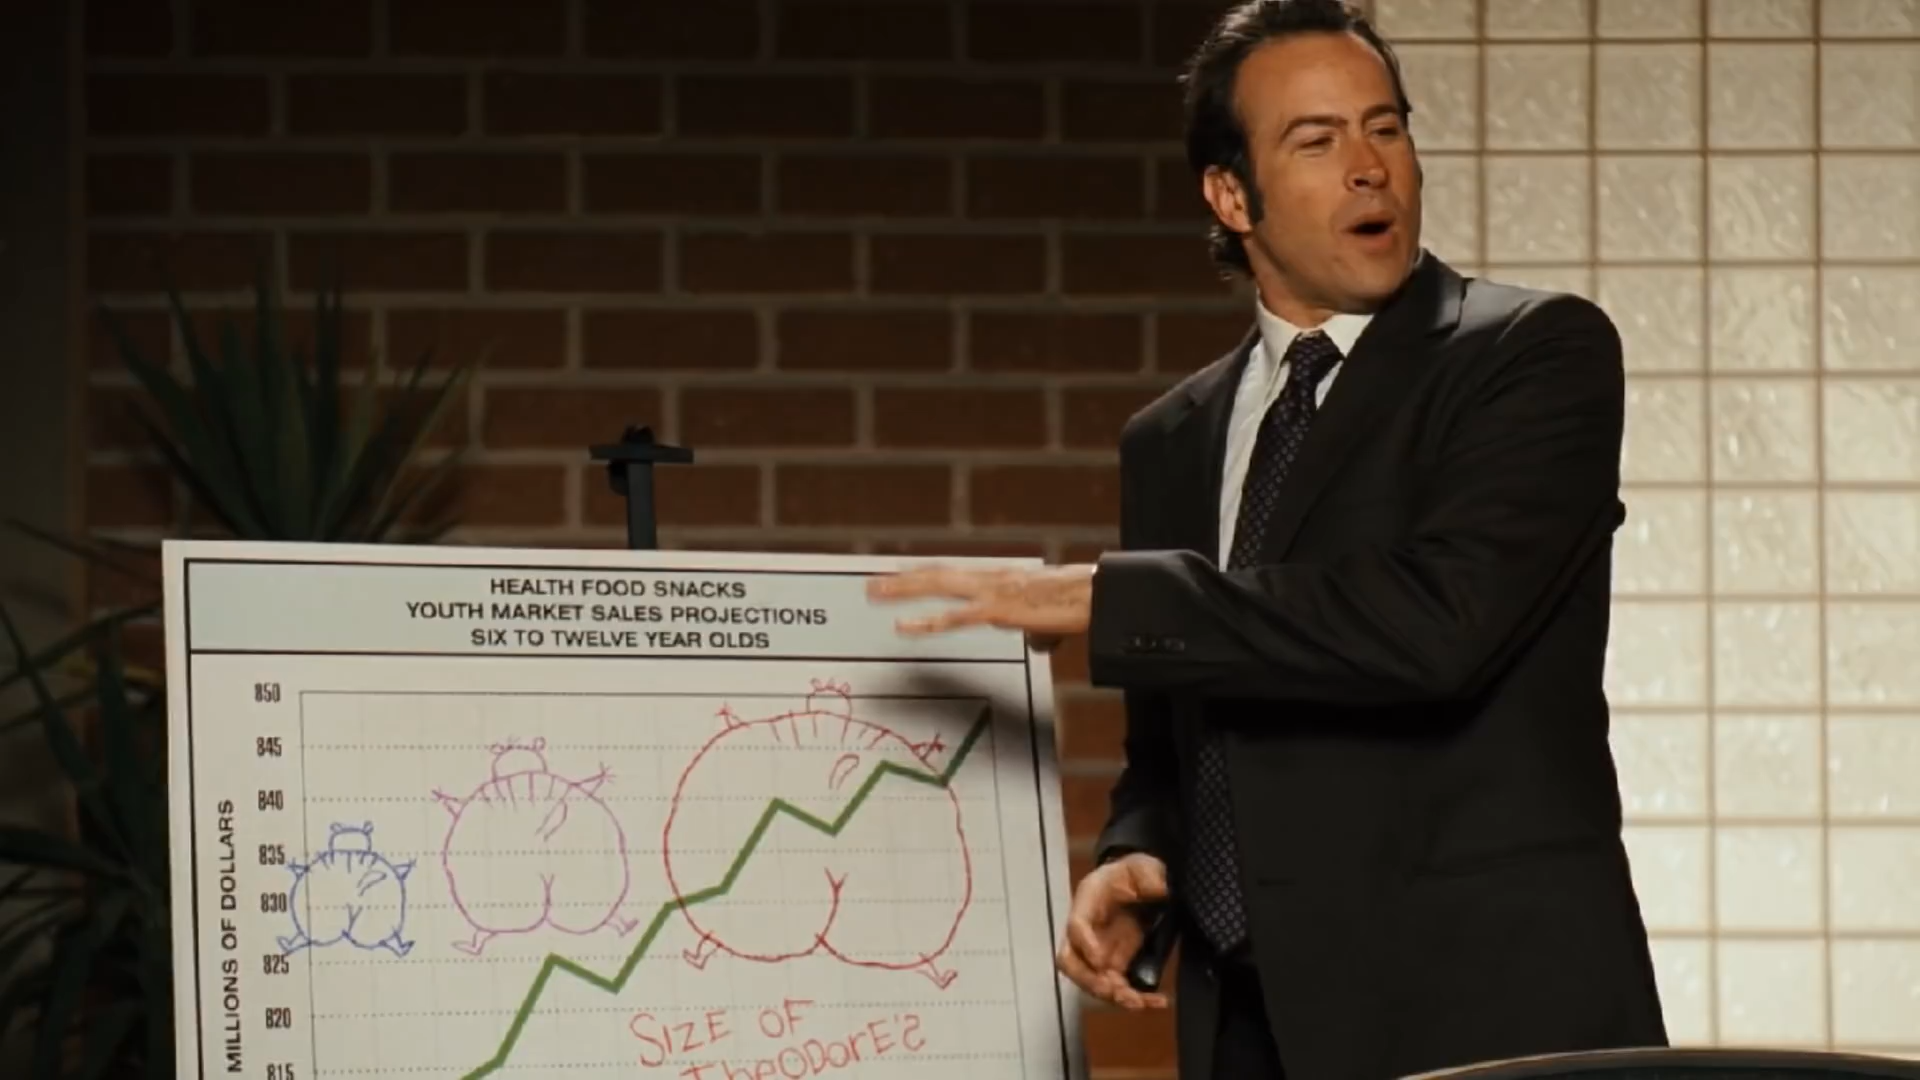 HEALTH FOOD SNACKS
YOUTH MARKET SALES PROJECTIONS
SIX TO TWELVE YEAR OLDS
MILLIONS OF DOLLARS
850
845
840
835
830
825
820
815
SIZE OF
THEODORE'S